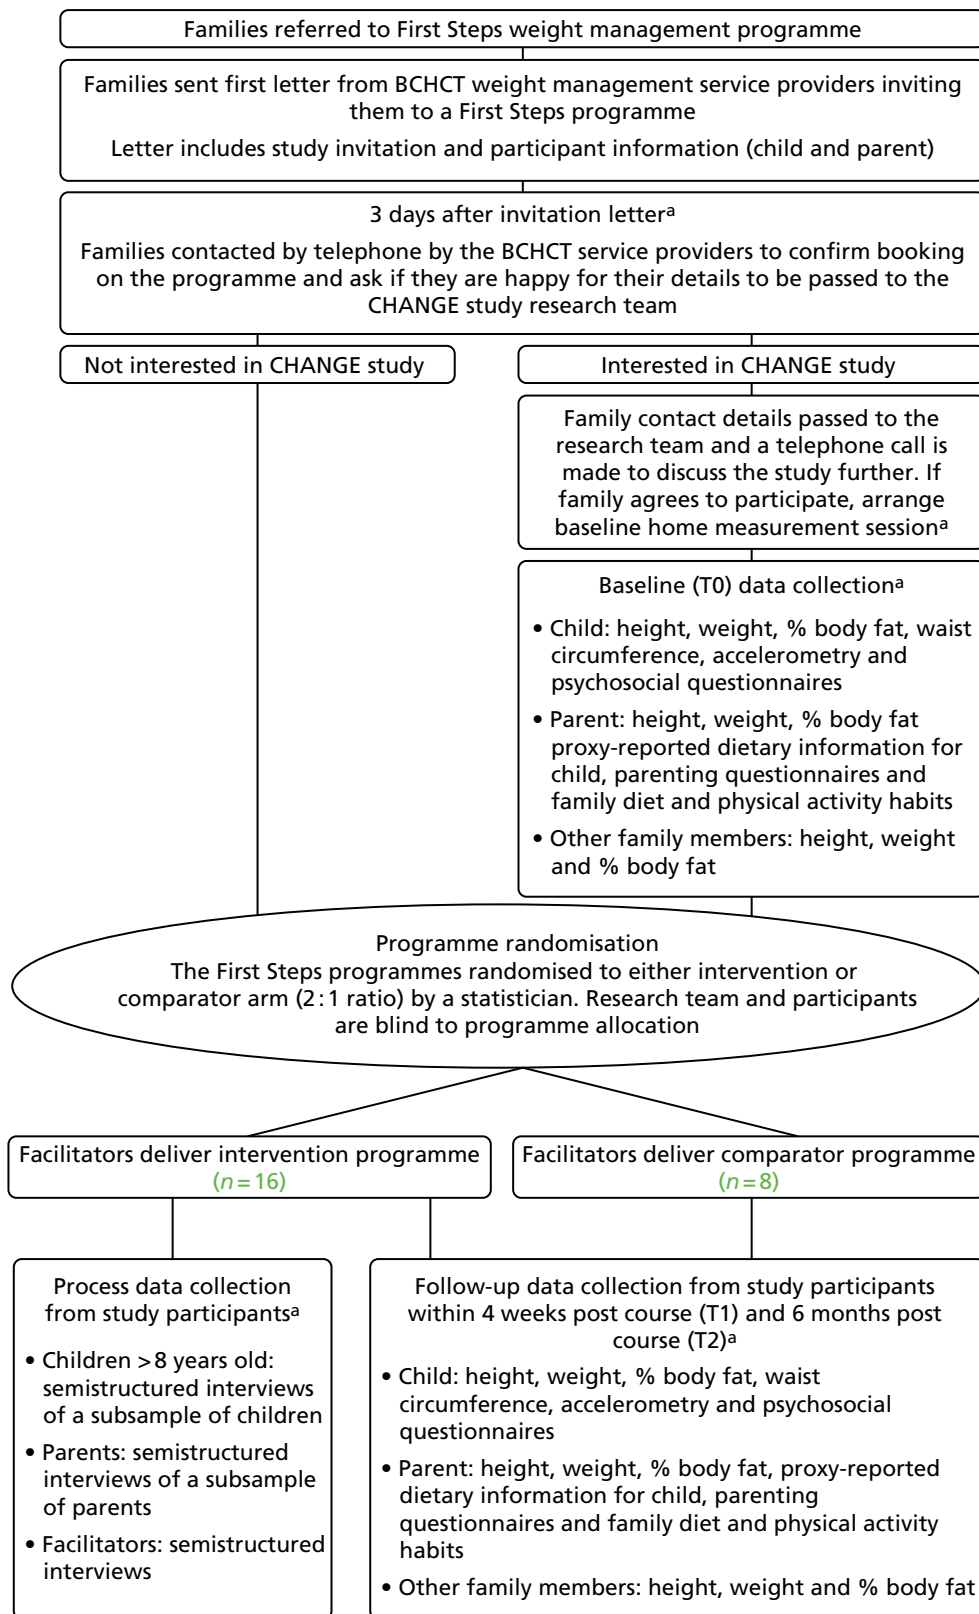 Families referred to First Steps weight management programme
Families sent first letter from BCHCT weight management service providers inviting
them to a First Steps programme
Letter includes study invitation and participant information (child and parent)
3 days after invitation letterᵃ
Families contacted by telephone by the BCHCT service providers to confirm booking
on the programme and ask if they are happy for their details to be passed to the
CHANGE study research team
Not interested in CHANGE study
Interested in CHANGE study
Family contact details passed to the
research team and a telephone call is
made to discuss the study further. If
family agrees to participate, arrange
baseline home measurement sessionᵃ
Baseline (T0) data collectionᵃ
• Child: height, weight, % body fat, waist
circumference, accelerometry and
psychosocial questionnaires
• Parent: height, weight, % body fat
proxy-reported dietary information for
child, parenting questionnaires and
family diet and physical activity habits
• Other family members: height, weight
and % body fat
Programme randomisation
The First Steps programmes randomised to either intervention or
comparator arm (2 : 1 ratio) by a statistician. Research team and participants
are blind to programme allocation
Facilitators deliver intervention programme
(n = 16)
Facilitators deliver comparator programme
(n = 8)
Process data collection
from study participantsᵃ
• Children > 8 years old:
semistructured interviews
of a subsample of children
• Parents: semistructured
interviews of a subsample
of parents
• Facilitators: semistructured
interviews
Follow-up data collection from study participants
within 4 weeks post course (T1) and 6 months post
course (T2)ᵃ
• Child: height, weight, % body fat, waist
circumference, accelerometry and psychosocial
questionnaires
• Parent: height, weight, % body fat, proxy-reported
dietary information for child, parenting
questionnaires and family diet and physical activity
habits
• Other family members: height, weight and % body fat